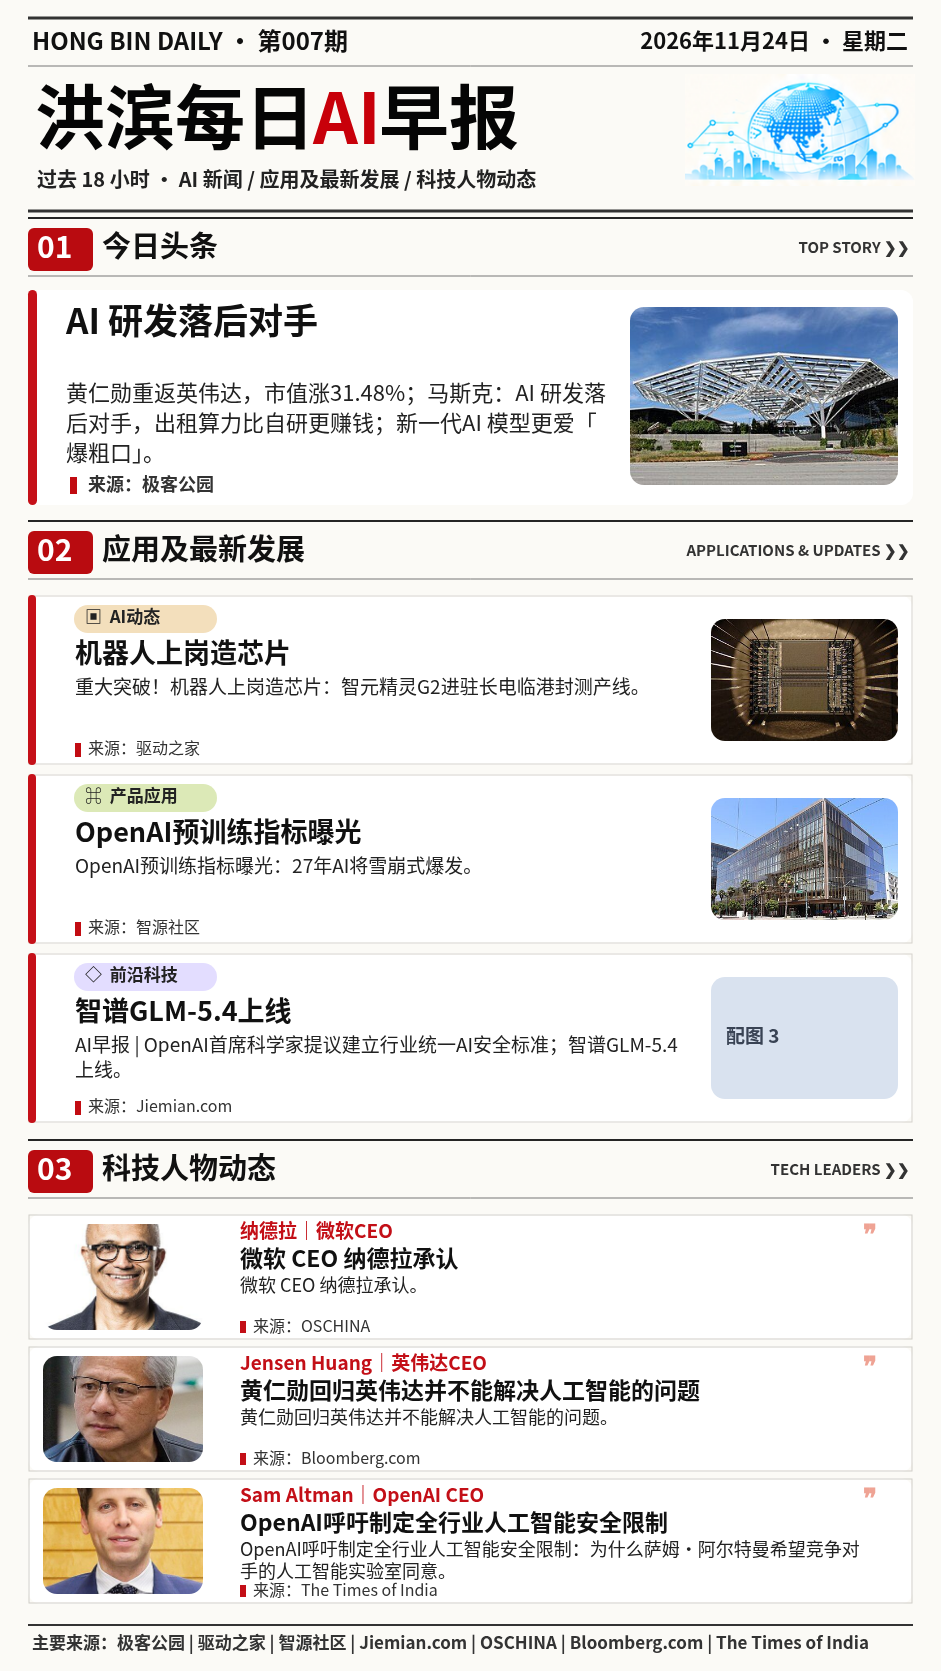 HONG BIN DAILY • 第007期
2026年11月24日 • 星期二
洪滨每日AI早报
过去 18 小时 • AI 新闻 / 应用及最新发展 / 科技人物动态
01 今日头条
TOP STORY ❯❯
AI 研发落后对手
黄仁勋重返英伟达，市值涨31.48%；马斯克：AI 研发落
后对手，出租算力比自研更赚钱；新一代AI 模型更爱「
爆粗口」。
来源：极客公园
02 应用及最新发展
APPLICATIONS & UPDATES ❯❯
▣ AI动态
机器人上岗造芯片
重大突破！机器人上岗造芯片：智元精灵G2进驻长电临港封测产线。
来源：驱动之家
⌘ 产品应用
OpenAI预训练指标曝光
OpenAI预训练指标曝光：27年AI将雪崩式爆发。
来源：智源社区
◇ 前沿科技
智谱GLM-5.4上线
AI早报 | OpenAI首席科学家提议建立行业统一AI安全标准；智谱GLM-5.4
上线。
来源：Jiemian.com
配图 3
03 科技人物动态
TECH LEADERS ❯❯
纳德拉｜微软CEO
微软 CEO 纳德拉承认
微软 CEO 纳德拉承认。
来源：OSCHINA
Jensen Huang｜英伟达CEO
黄仁勋回归英伟达并不能解决人工智能的问题
黄仁勋回归英伟达并不能解决人工智能的问题。
来源：Bloomberg.com
Sam Altman｜OpenAI CEO
OpenAI呼吁制定全行业人工智能安全限制
OpenAI呼吁制定全行业人工智能安全限制：为什么萨姆·阿尔特曼希望竞争对
手的人工智能实验室同意。
来源：The Times of India
主要来源：极客公园 | 驱动之家 | 智源社区 | Jiemian.com | OSCHINA | Bloomberg.com | The Times of India